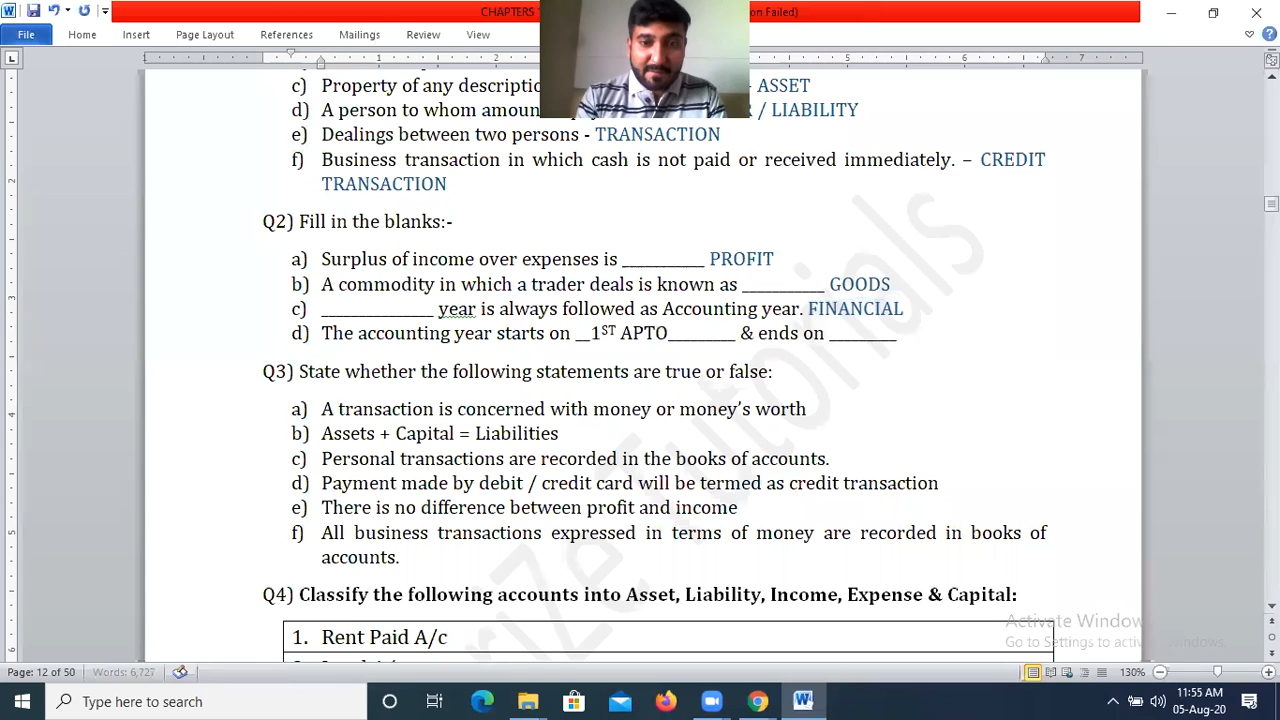 CHAPTERS on Failed)
File Home Insert Page Layout References Mailings Review View
1 1 2 5 6 7
c) Property of any descripti - ASSET
d) A person to whom amoun / LIABILITY
e) Dealings between two persons - TRANSACTION
f) Business transaction in which cash is not paid or received immediately. – CREDIT
TRANSACTION
Q2) Fill in the blanks:-
a) Surplus of income over expenses is __________ PROFIT
b) A commodity in which a trader deals is known as __________ GOODS
c) ______________ year is always followed as Accounting year. FINANCIAL
d) The accounting year starts on __1ST APTO________ & ends on ________
Q3) State whether the following statements are true or false:
a) A transaction is concerned with money or money’s worth
b) Assets + Capital = Liabilities
c) Personal transactions are recorded in the books of accounts.
d) Payment made by debit / credit card will be termed as credit transaction
e) There is no difference between profit and income
f) All business transactions expressed in terms of money are recorded in books of
accounts.
Q4) Classify the following accounts into Asset, Liability, Income, Expense & Capital:
1. Rent Paid A/c
Activate Windows
Go to Settings to activate Windows.
Page: 12 of 50 Words: 6,727 130%
Type here to search
11:55 AM
05-Aug-20